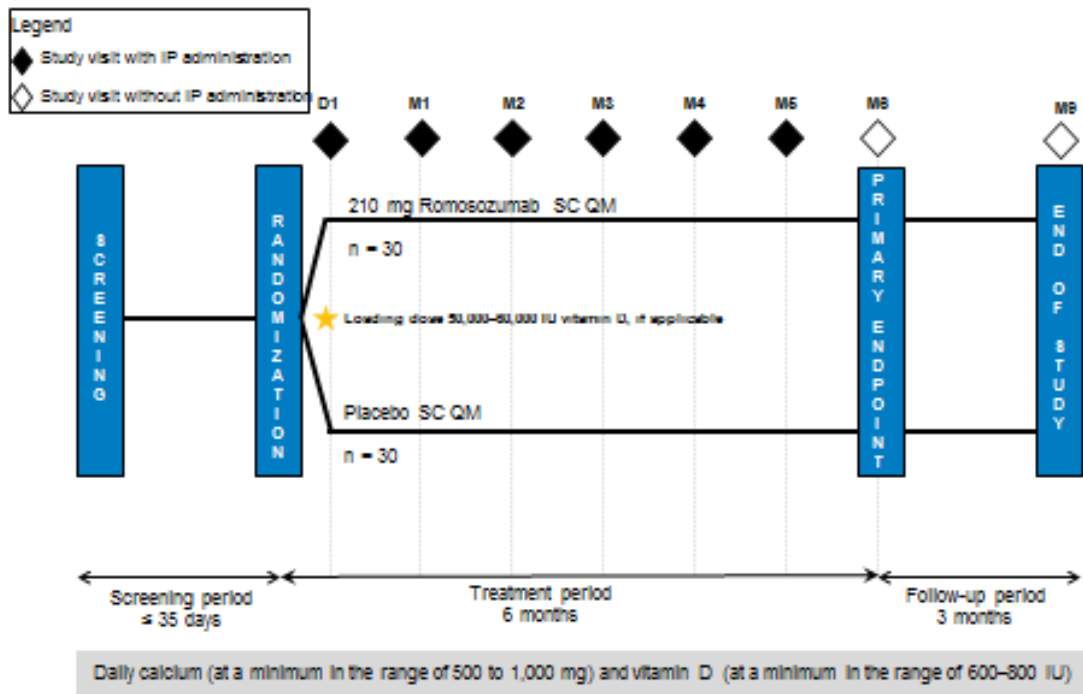 Legend
Study visit with IP administration
Study visit without IP administration
D1
M1
M2
M3
M4
M5
M6
M9
SCREENING
RANDOMIZATION
210 mg Romosozumab SC QM
n = 30
Loading dose 50,000–60,000 IU vitamin D, if applicable
Placebo SC QM
n = 30
PRIMARY ENDPOINT
END OF STUDY
Screening period
≤ 35 days
Treatment period
6 months
Follow-up period
3 months
Daily calcium (at a minimum in the range of 500 to 1,000 mg) and vitamin D (at a minimum in the range of 600–800 IU)